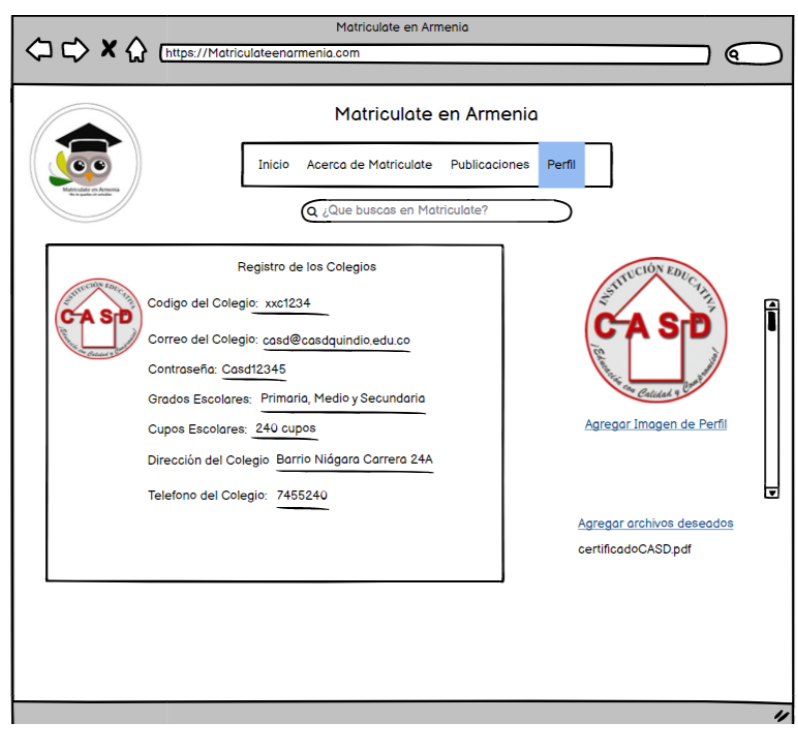 Matriculate en Armenia
https://Matriculateenarmenia.com
Matriculate en Armenia
Inicio Acerca de Matriculate Publicaciones Perfil
¿Que buscas en Matriculate?
Matriculate en Armenia
Registro de los Colegios
INSTITUCIÓN EDUCATIVA
CASD
¡Educación con Calidad y Compromiso!
Codigo del Colegio: xxc1234
Correo del Colegio: casd@casdquindio.edu.co
Contraseña: Casd12345
Grados Escolares: Primaria, Medio y Secundaria
Cupos Escolares: 240 cupos
Dirección del Colegio Barrio Niágara Carrera 24A
Telefono del Colegio: 7455240
INSTITUCIÓN EDUCATIVA
CASD
¡Educación con Calidad y Compromiso!
Agregar Imagen de Perfil
Agregar archivos deseados
certificadoCASD.pdf